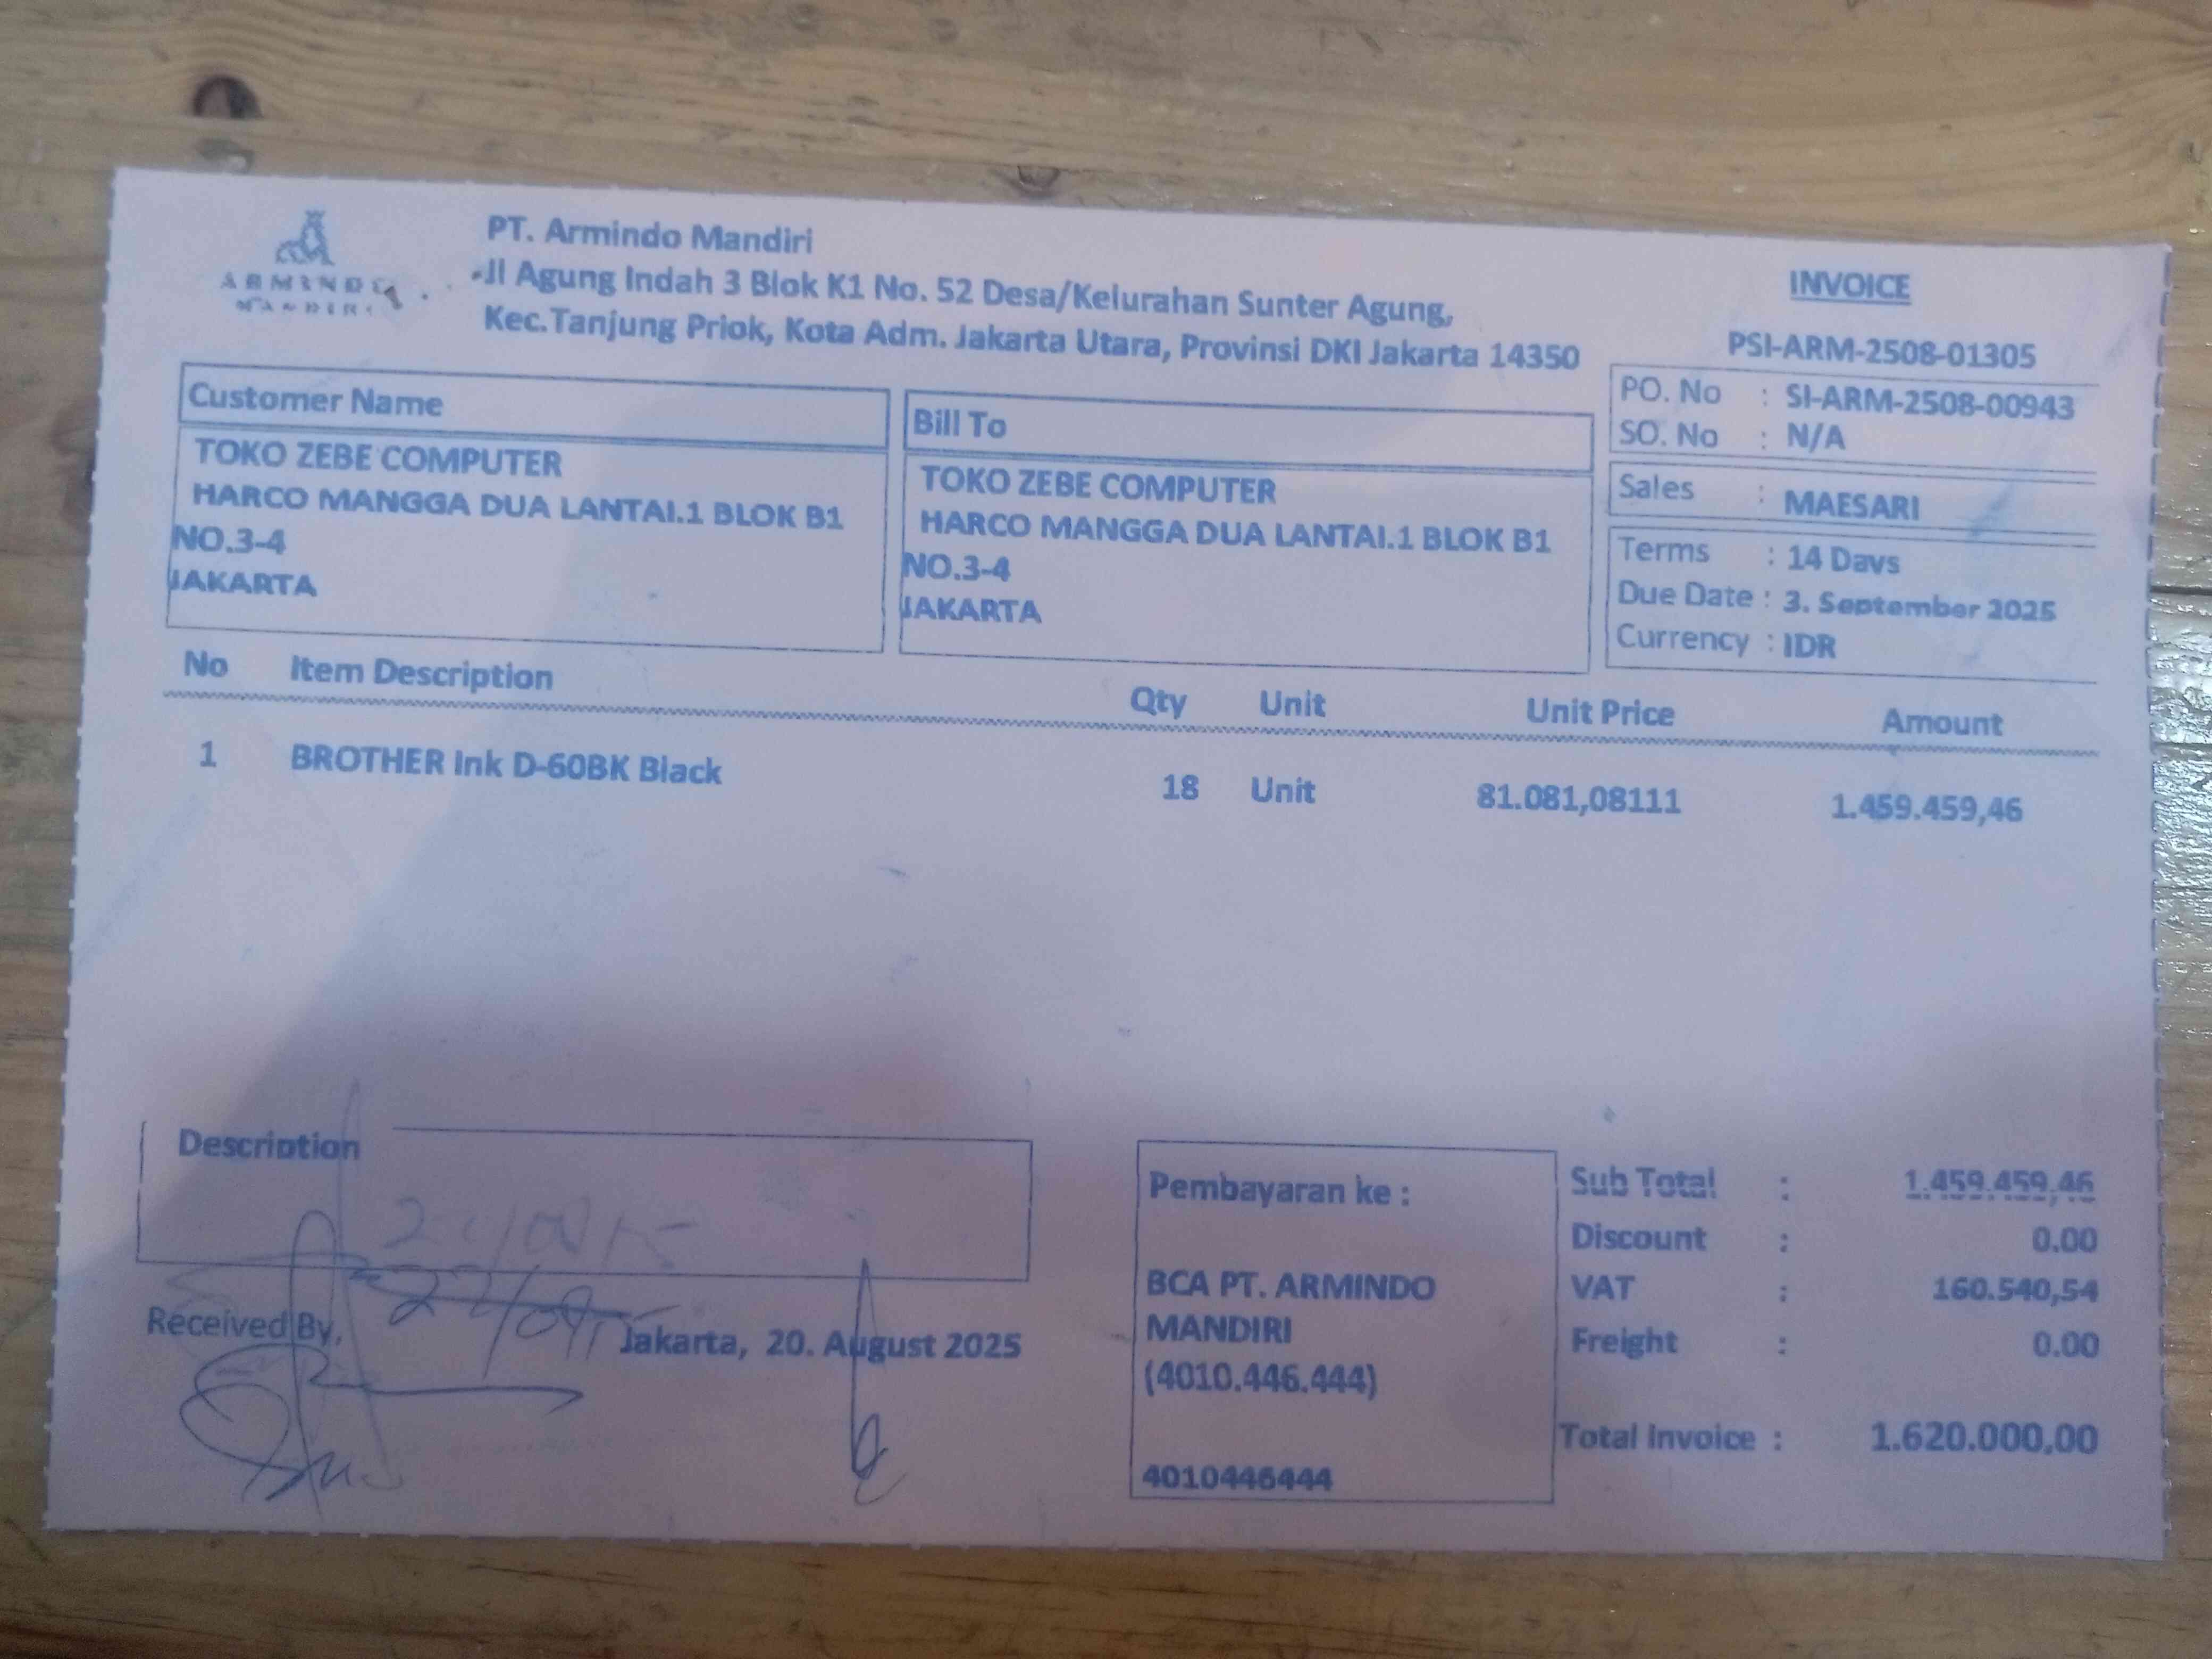 ARMINDO
MANDIRI
PT. Armindo Mandiri
Jl Agung Indah 3 Blok K1 No. 52 Desa/Kelurahan Sunter Agung,
Kec.Tanjung Priok, Kota Adm. Jakarta Utara, Provinsi DKI Jakarta 14350
INVOICE
PSI-ARM-2508-01305
PO. No : SI-ARM-2508-00943
SO. No : N/A
Sales : MAESARI
Terms : 14 Days
Due Date : 3. September 2025
Currency : IDR
Customer Name
TOKO ZEBE COMPUTER
HARCO MANGGA DUA LANTAI.1 BLOK B1
NO.3-4
JAKARTA
Bill To
TOKO ZEBE COMPUTER
HARCO MANGGA DUA LANTAI.1 BLOK B1
NO.3-4
JAKARTA
No Item Description Qty Unit Unit Price Amount
1 BROTHER Ink D-60BK Black 18 Unit 81.081,08111 1.459.459,46
Description
Received By,
Jakarta, 20. August 2025
Pembayaran ke :
BCA PT. ARMINDO
MANDIRI
(4010.446.444)
4010446444
Sub Total : 1.459.459,46
Discount : 0.00
VAT : 160.540,54
Freight : 0.00
Total Invoice : 1.620.000,00